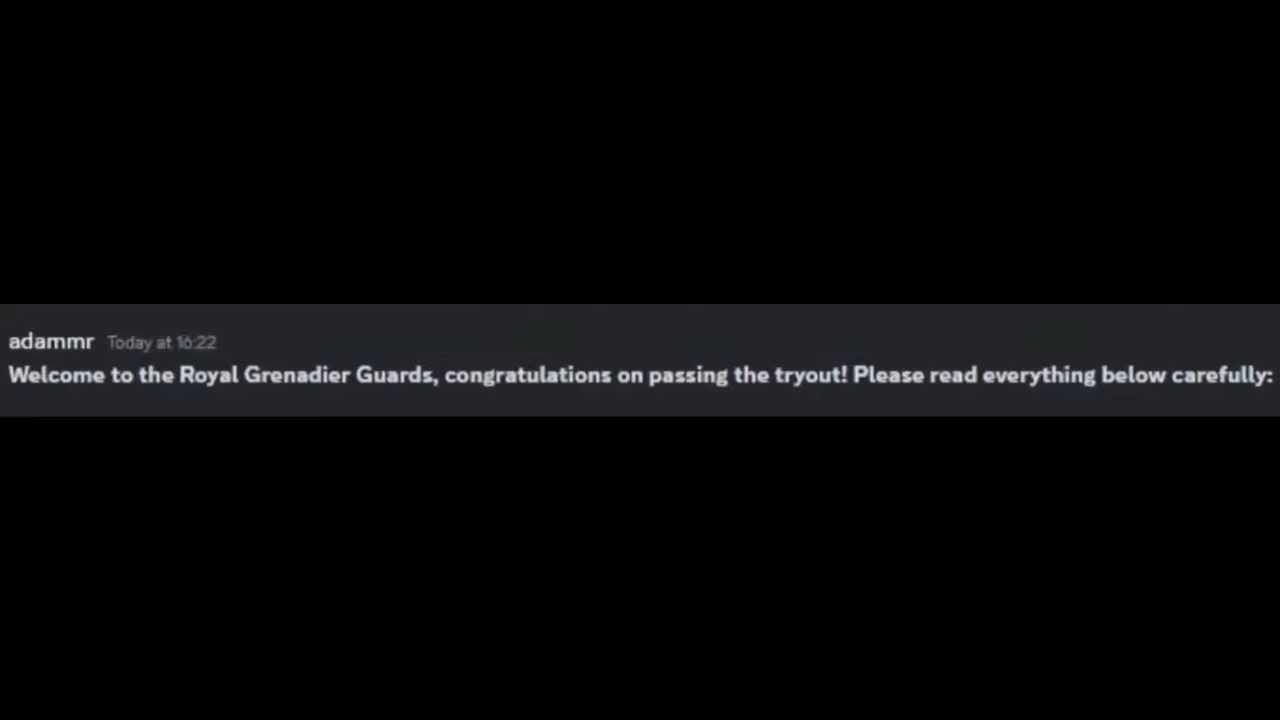 adammr Today at 16:22
Welcome to the Royal Grenadier Guards, congratulations on passing the tryout! Please read everything below carefully: